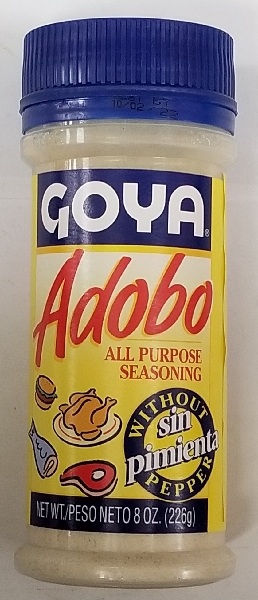 GOYA®
Adobo
ALL PURPOSE
SEASONING
WITHOUT
sin
pimienta
PEPPER
NET WT./PESO NETO 8 OZ. (226g)